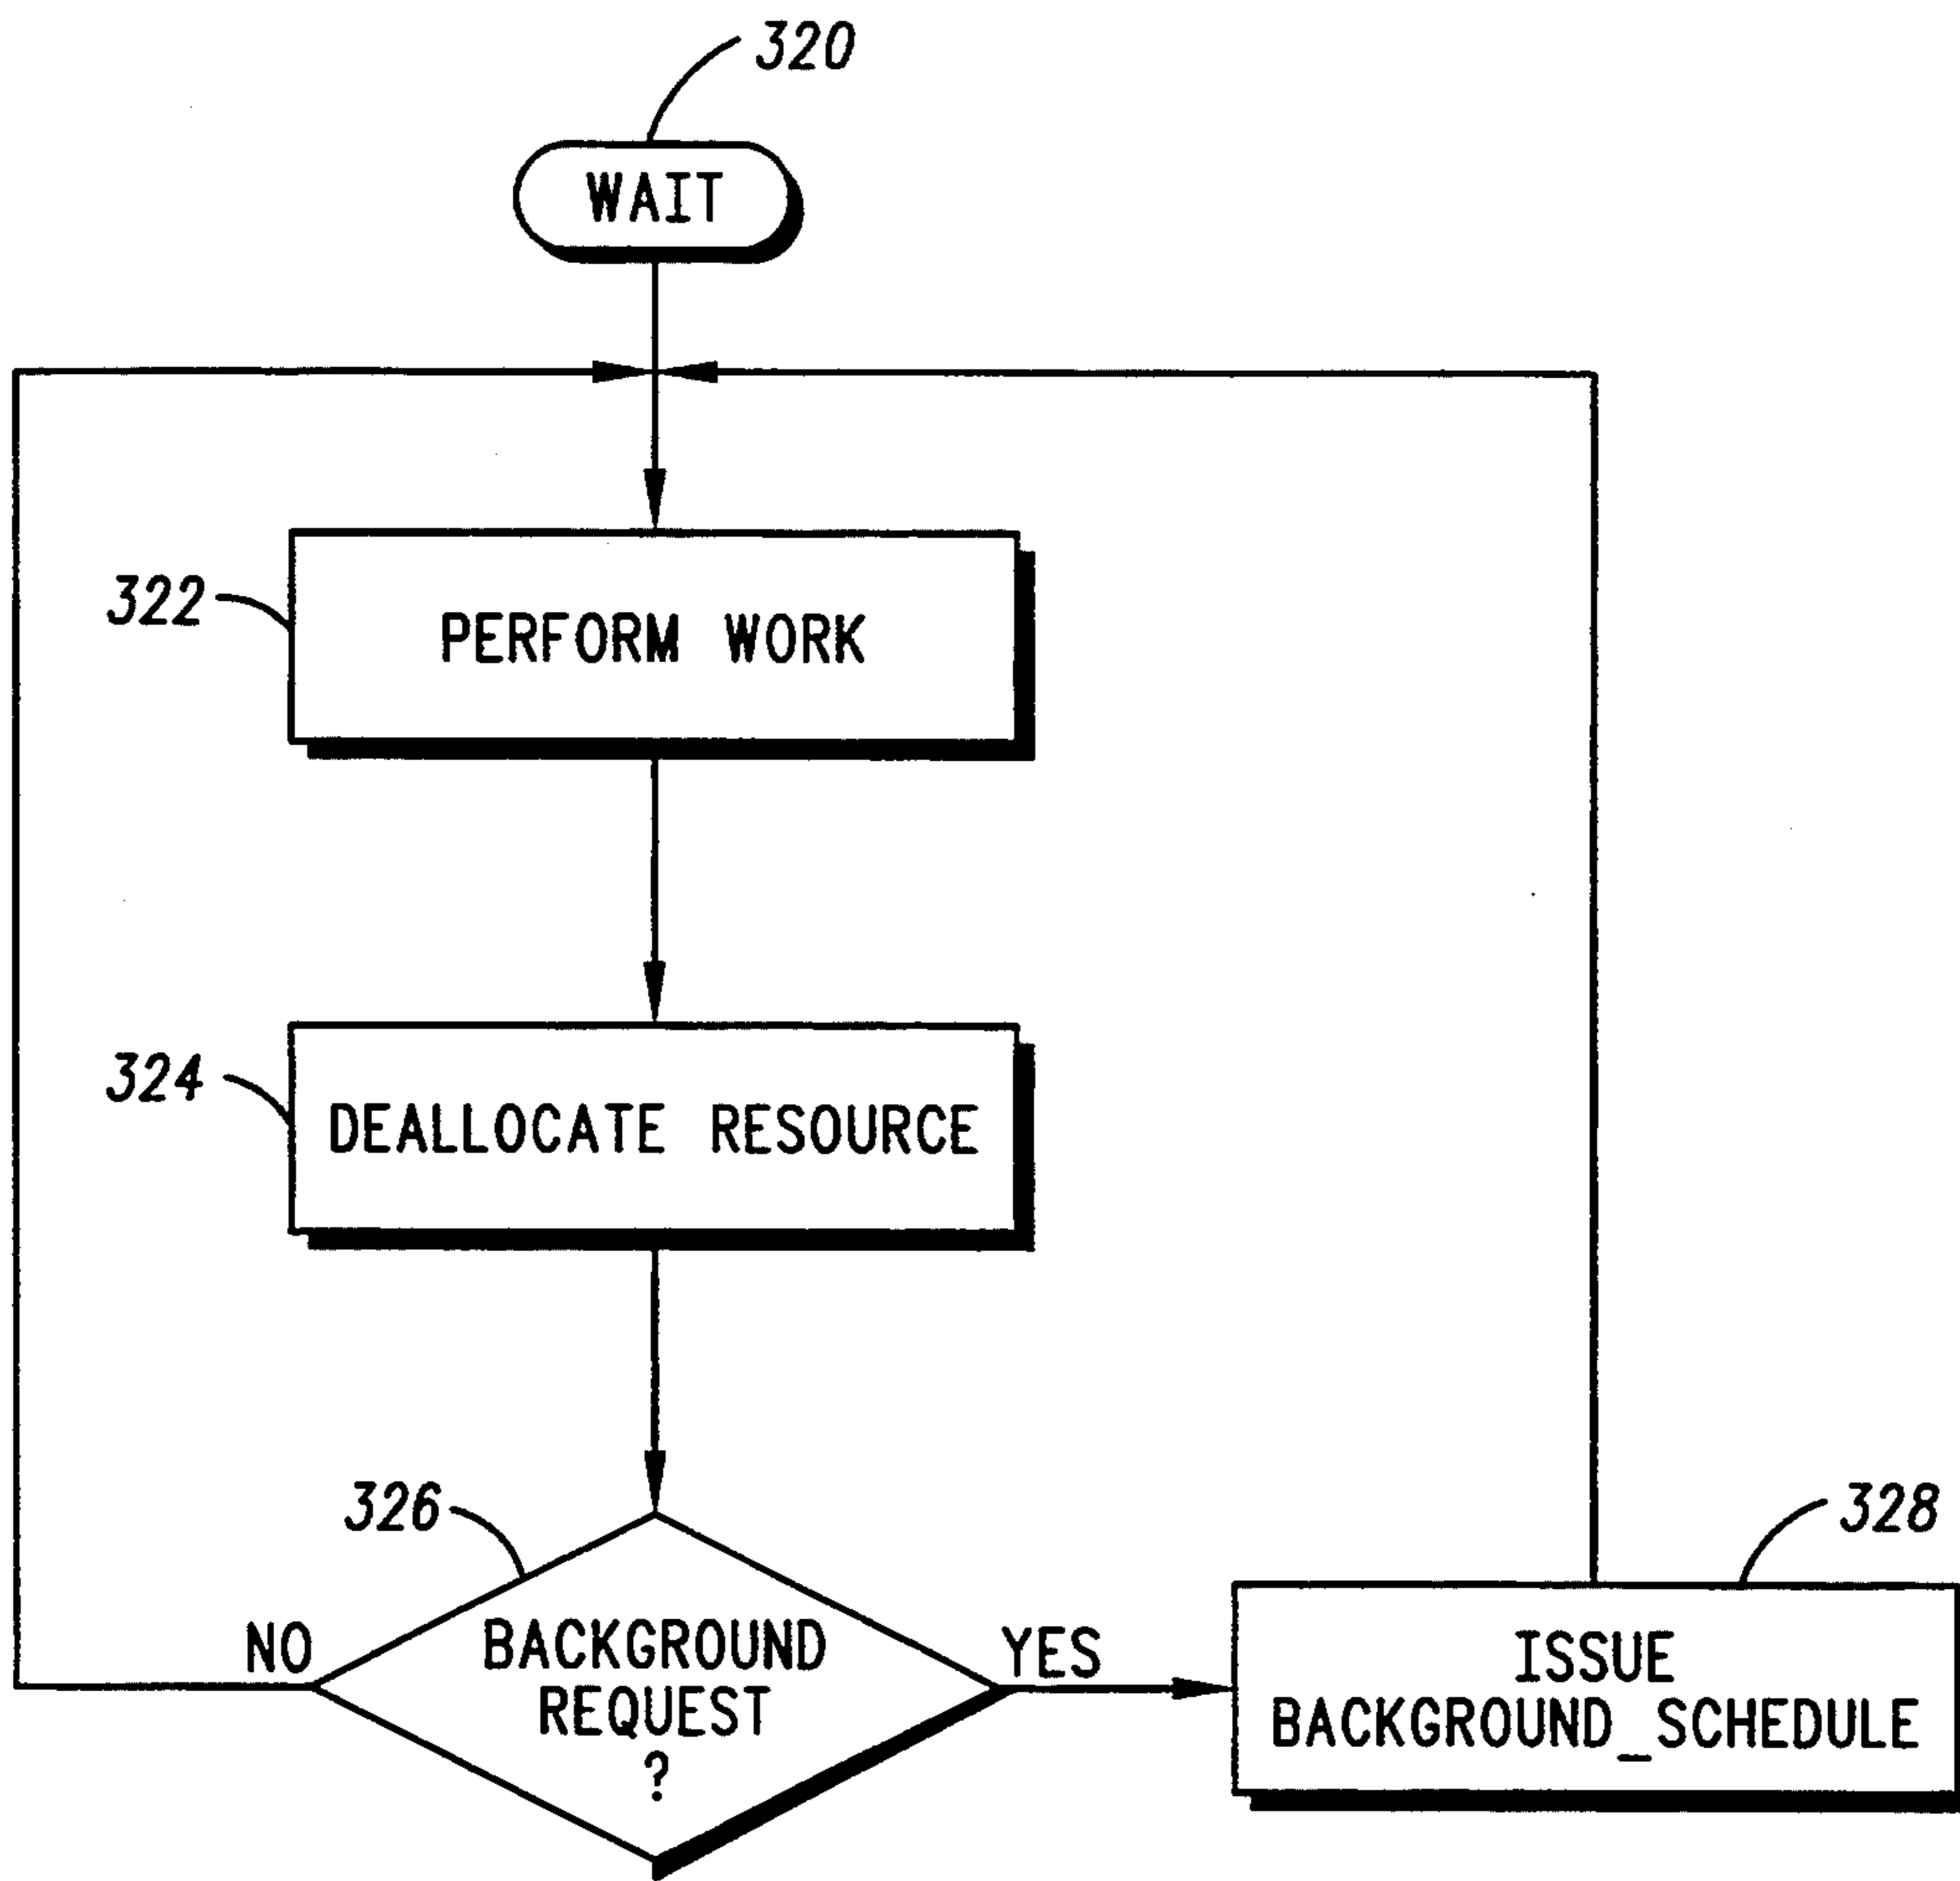 320
WAIT
322
PERFORM WORK
324
DEALLOCATE RESOURCE
326
328
NO
BACKGROUND
REQUEST
?
YES
ISSUE
BACKGROUND_SCHEDULE